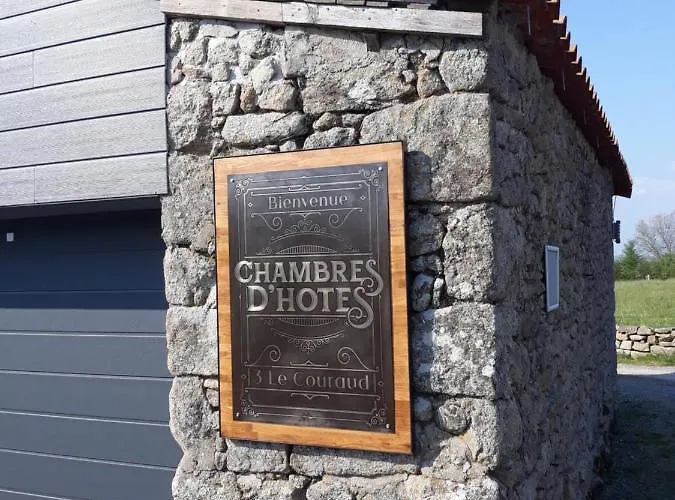 Bienvenue
CHAMBRES
D'HOTES
3 Le Couraud